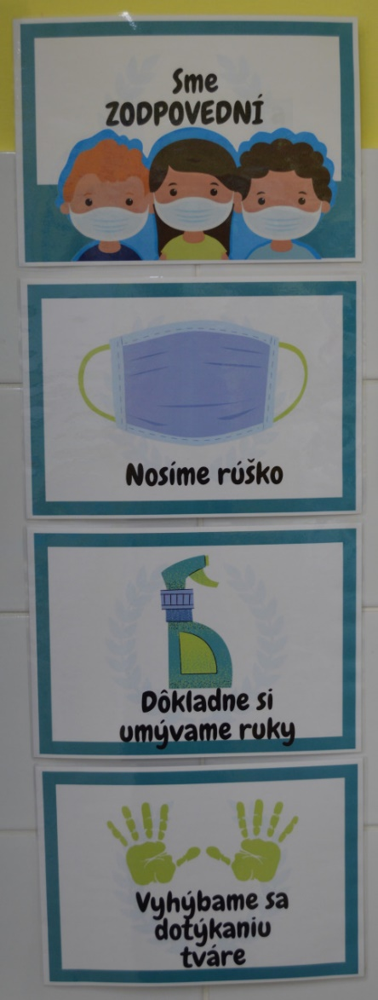 Sme
ZODPOVEDNÍ
Nosíme rúško
Dôkladne si
umývame ruky
Vyhýbame sa
dotýkaniu
tváre